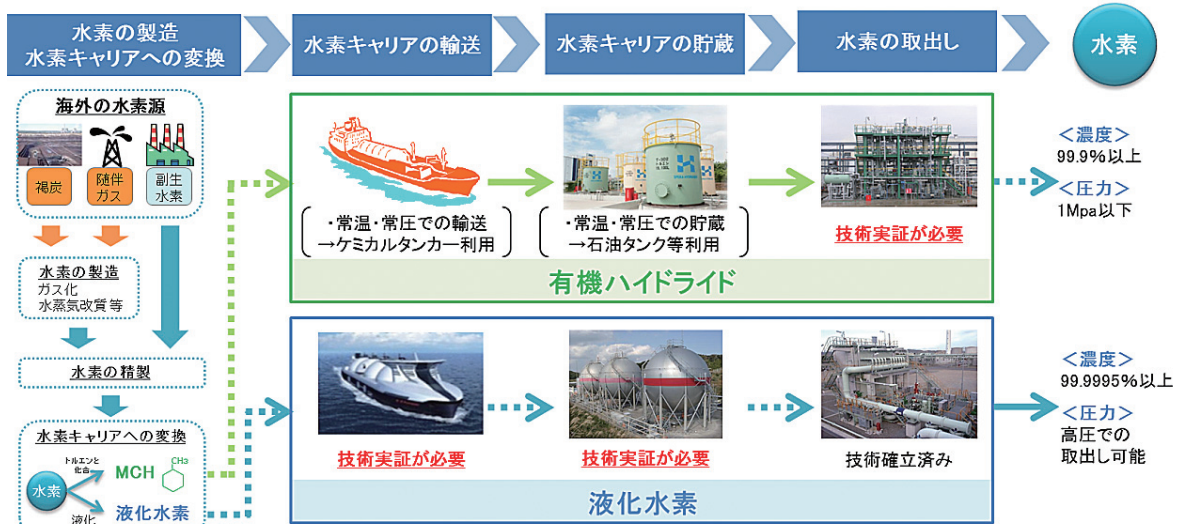 水素の製造
水素キャリアへの変換
水素キャリアの輸送
水素キャリアの貯蔵
水素の取出し
水素
海外の水素源
褐炭
随伴
ガス
副生
水素
水素の製造
ガス化
水蒸気改質等
水素の精製
水素キャリアへの変換
水素
トルエンと
化合
MCH
CH3
液化
液化水素
・常温・常圧での輸送
→ケミカルタンカー利用
・常温・常圧での貯蔵
→石油タンク等利用
技術実証が必要
有機ハイドライド
<濃度>
99.9%以上
<圧力>
1Mpa以下
技術実証が必要
技術実証が必要
技術確立済み
液化水素
<濃度>
99.9995%以上
<圧力>
高圧での
取出し可能